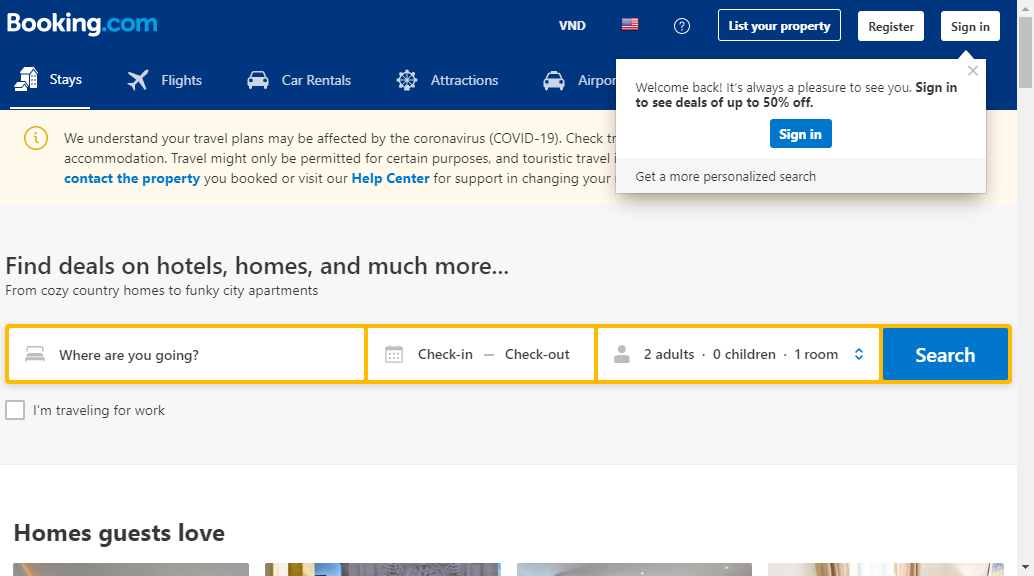 Booking.com
VND
List your property
Register
Sign in
Stays
Flights
Car Rentals
Attractions
Welcome back! It's always a pleasure to see you. Sign in
to see deals of up to 50% off.
Sign in
Get a more personalized search
We understand your travel plans may be affected by the coronavirus (COVID-19). Check
accommodation. Travel might only be permitted for certain purposes, and touristic travel
contact the property you booked or visit our Help Center for support in changing your
Find deals on hotels, homes, and much more...
From cozy country homes to funky city apartments
Where are you going?
Check-in — Check-out
2 adults · 0 children · 1 room
Search
I'm traveling for work
Homes guests love